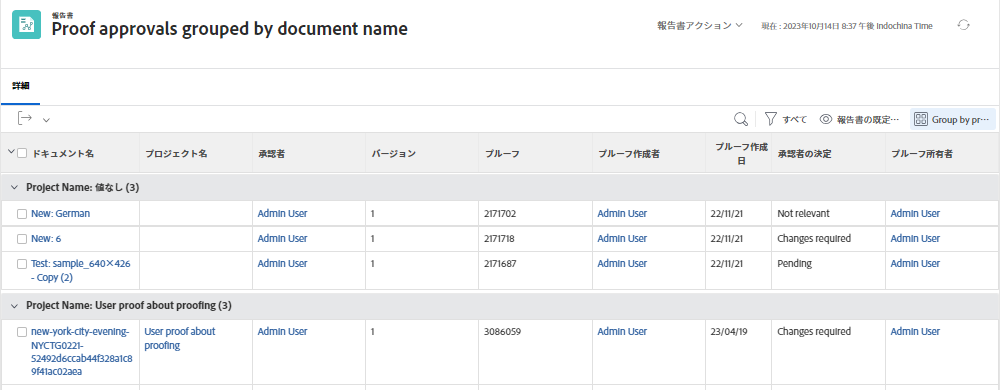 報告書
Proof approvals grouped by document name
報告書アクション
現在 : 2023年10月14日 8:37 午後 Indochina Time
詳細
すべて
報告書の既定…
Group by pr…
ドキュメント名 プロジェクト名 承認者 バージョン プルーフ プルーフ作成者 プルーフ作成日 承認者の決定 プルーフ所有者
Project Name: 値なし (3)
New: German Admin User 1 2171702 Admin User 22/11/21 Not relevant Admin User
New: 6 Admin User 1 2171718 Admin User 22/11/21 Changes required Admin User
Test: sample_640×426 Admin User 1 2171687 Admin User 22/11/21 Pending Admin User
- Copy (2)
Project Name: User proof about proofing (3)
new-york-city-evening- User proof about Admin User 1 3086059 Admin User 23/04/19 Changes required Admin User
NYCTG0221- proofing
52492d6ccab44f328a1c8
9f41ac02aea